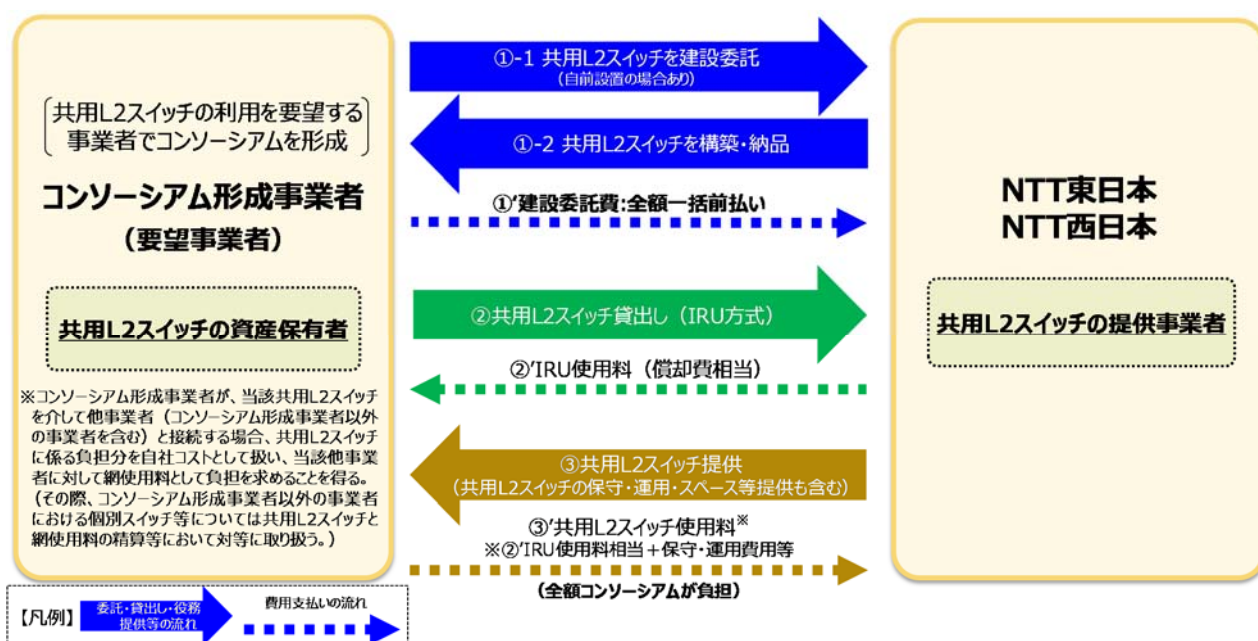 共用L2スイッチの利用を要望する
事業者でコンソーシアムを形成
コンソーシアム形成事業者
（要望事業者）
共用L2スイッチの資産保有者
※コンソーシアム形成事業者が、当該共用L2スイッチ
を介して他事業者（コンソーシアム形成事業者以外
の事業者を含む）と接続する場合、共用L2スイッチ
に係る負担分を自社コストとして扱い、当該他事業
者に対して網使用料として負担を求めることを得る。
（その際、コンソーシアム形成事業者以外の事業者
における個別スイッチ等については共用L2スイッチと
網使用料の精算等において対等に取り扱う。）
①-1 共用L2スイッチを建設委託
（自前設置の場合あり）
①-2 共用L2スイッチを構築・納品
①'建設委託費:全額一括前払い
②共用L2スイッチ貸出し（IRU方式）
②'IRU使用料（償却費相当）
③共用L2スイッチ提供
（共用L2スイッチの保守・運用・スペース等提供も含む）
③'共用L2スイッチ使用料※
※②'IRU使用料相当＋保守・運用費用等
（全額コンソーシアムが負担）
NTT東日本
NTT西日本
共用L2スイッチの提供事業者
【凡例】
委託・貸出し・役務
提供等の流れ
費用支払いの流れ